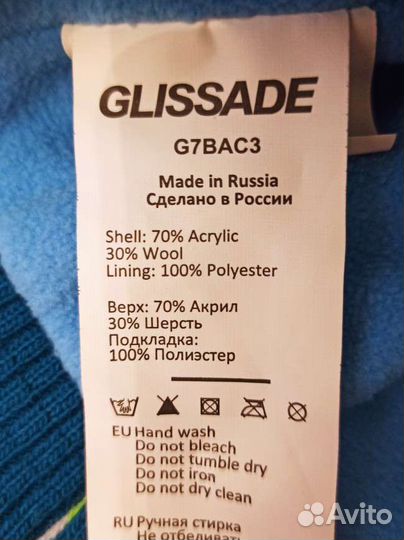 GLISSADE
G7BAC3
Made in Russia
Сделано в России
Shell: 70% Acrylic
30% Wool
Lining: 100% Polyester
Верх: 70% Акрил
30% Шерсть
Подкладка:
100% Полиэстер
EU Hand wash
Do not bleach
Do not tumble dry
Do not iron
Do not dry clean
RU Ручная стирка
Не отбеливать
Avito